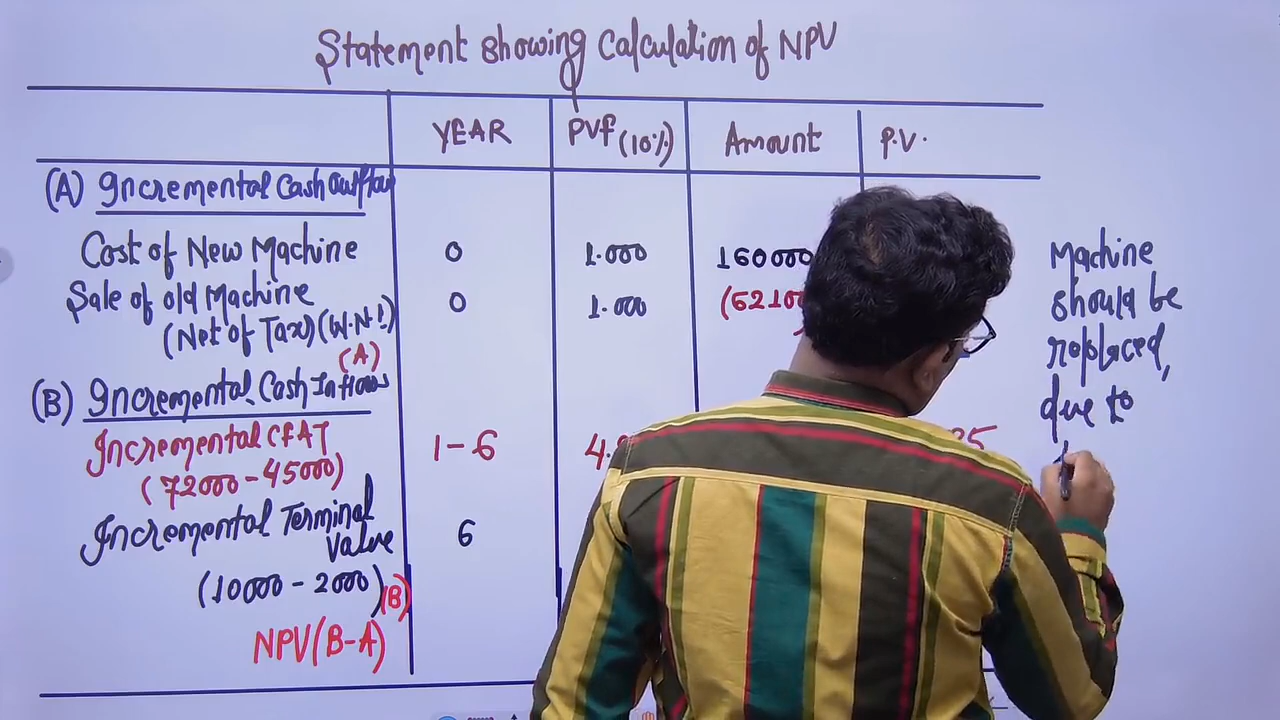 Statement showing Calculation of NPV
YEAR PVf (10%) Amount P.V.
(A) Incremental Cash Outflow
Cost of New Machine 0 1.000 160000
Sale of old Machine 0 1.000 (62100
(Net of Tax) (W.N!)
(A)
(B) Incremental Cash Inflows
Incremental CFAT 1-6 4.
(72000-45000)
Incremental Terminal
Value 6
(10000-2000)
(B)
NPV (B-A)
Machine
should be
replaced,
due to